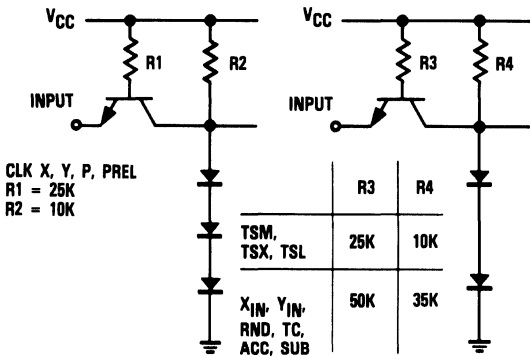 VCC
R1
R2
INPUT
CLK X, Y, P, PREL
R1 = 25K
R2 = 10K
VCC
R3
R4
INPUT
R3 R4
TSM,
TSX, TSL
25K 10K
XIN, YIN,
RND, TC,
ACC, SUB
50K 35K